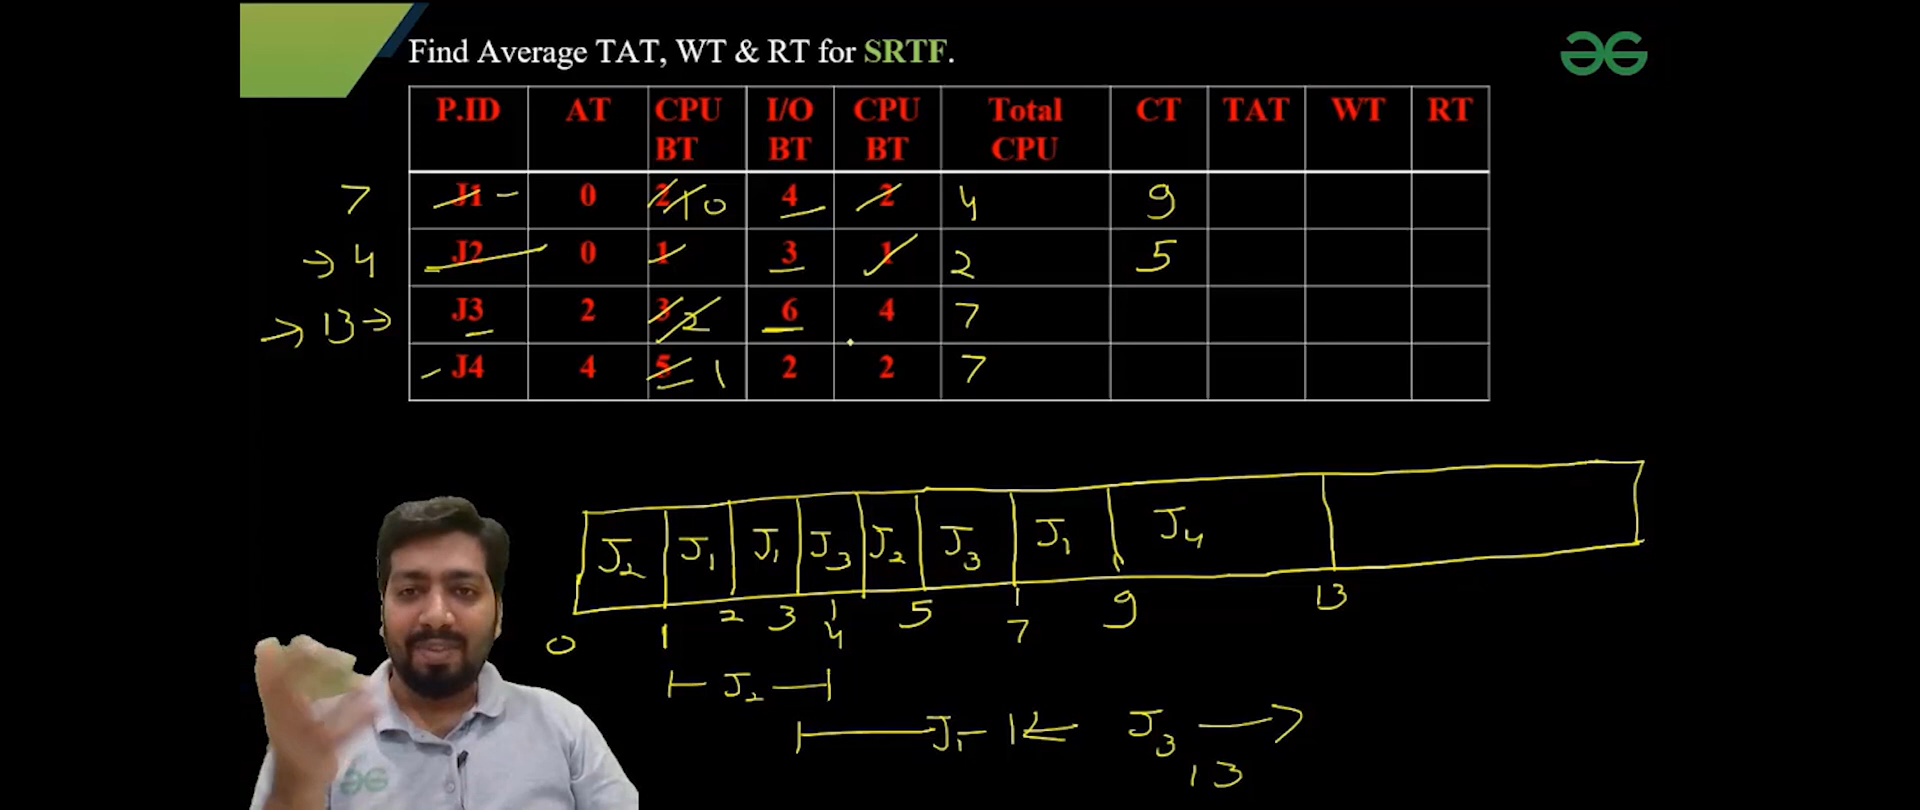 Find Average TAT, WT & RT for SRTF.
P.ID AT CPU BT I/O BT CPU BT Total CPU CT TAT WT RT
7 J1 0 2 1 0 4 2 4 9
4 J2 0 1 3 1 2 5
13 J3 2 3 2 6 4 7
J4 4 5 1 2 2 7
J2 J1 J1 J3 J2 J3 J1 J4
0 1 2 3 4 5 7 9 13
J2
J1 J3
13